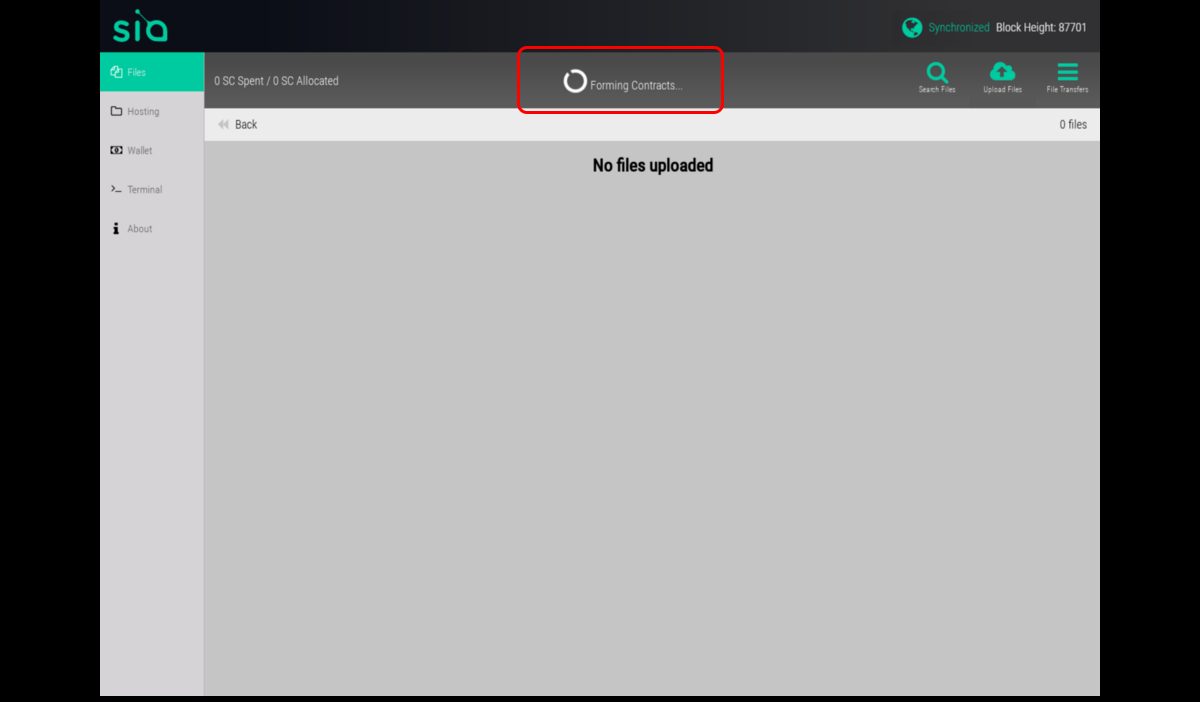 sia
Synchronized Block Height: 87701
Files
0 SC Spent / 0 SC Allocated
Forming Contracts...
Search Files
Upload Files
File Transfers
Hosting
Back
0 files
Wallet
No files uploaded
Terminal
About